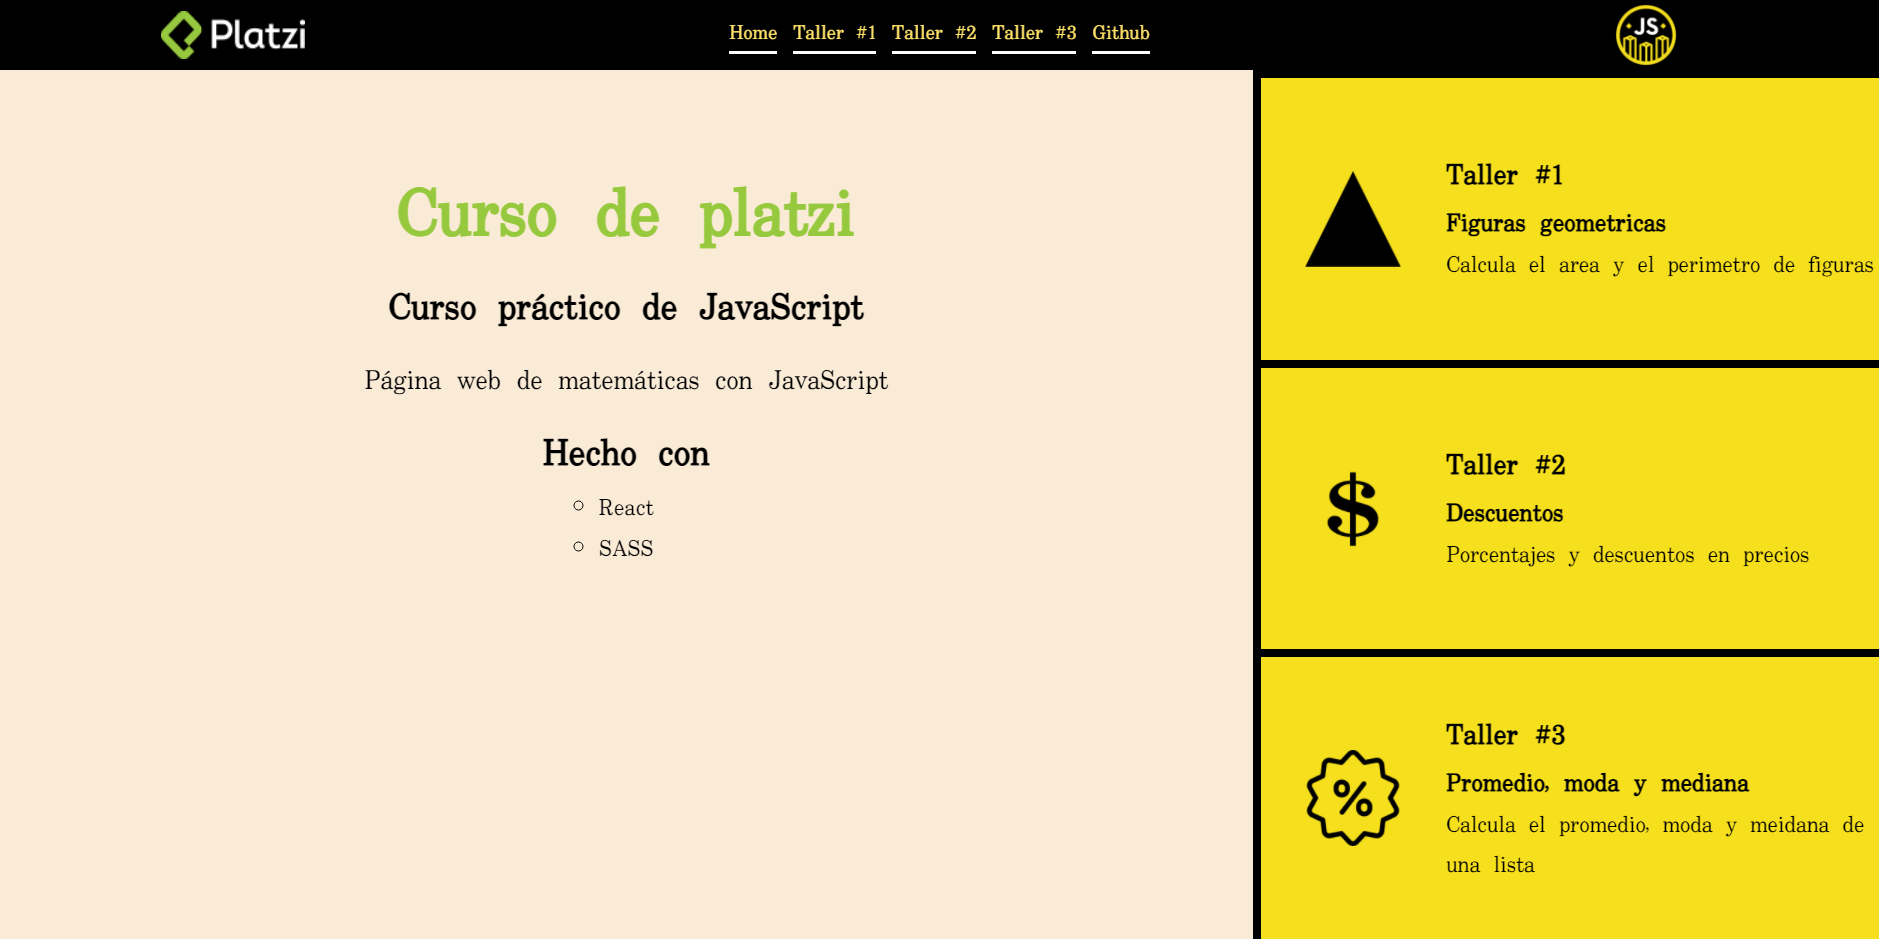 Platzi
Home Taller #1 Taller #2 Taller #3 Github
JS
Curso de platzi
Curso práctico de JavaScript
Página web de matemáticas con JavaScript
Hecho con
React
SASS
Taller #1
Figuras geometricas
Calcula el area y el perimetro de figuras
$
Taller #2
Descuentos
Porcentajes y descuentos en precios
%
Taller #3
Promedio, moda y mediana
Calcula el promedio, moda y meidana de
una lista